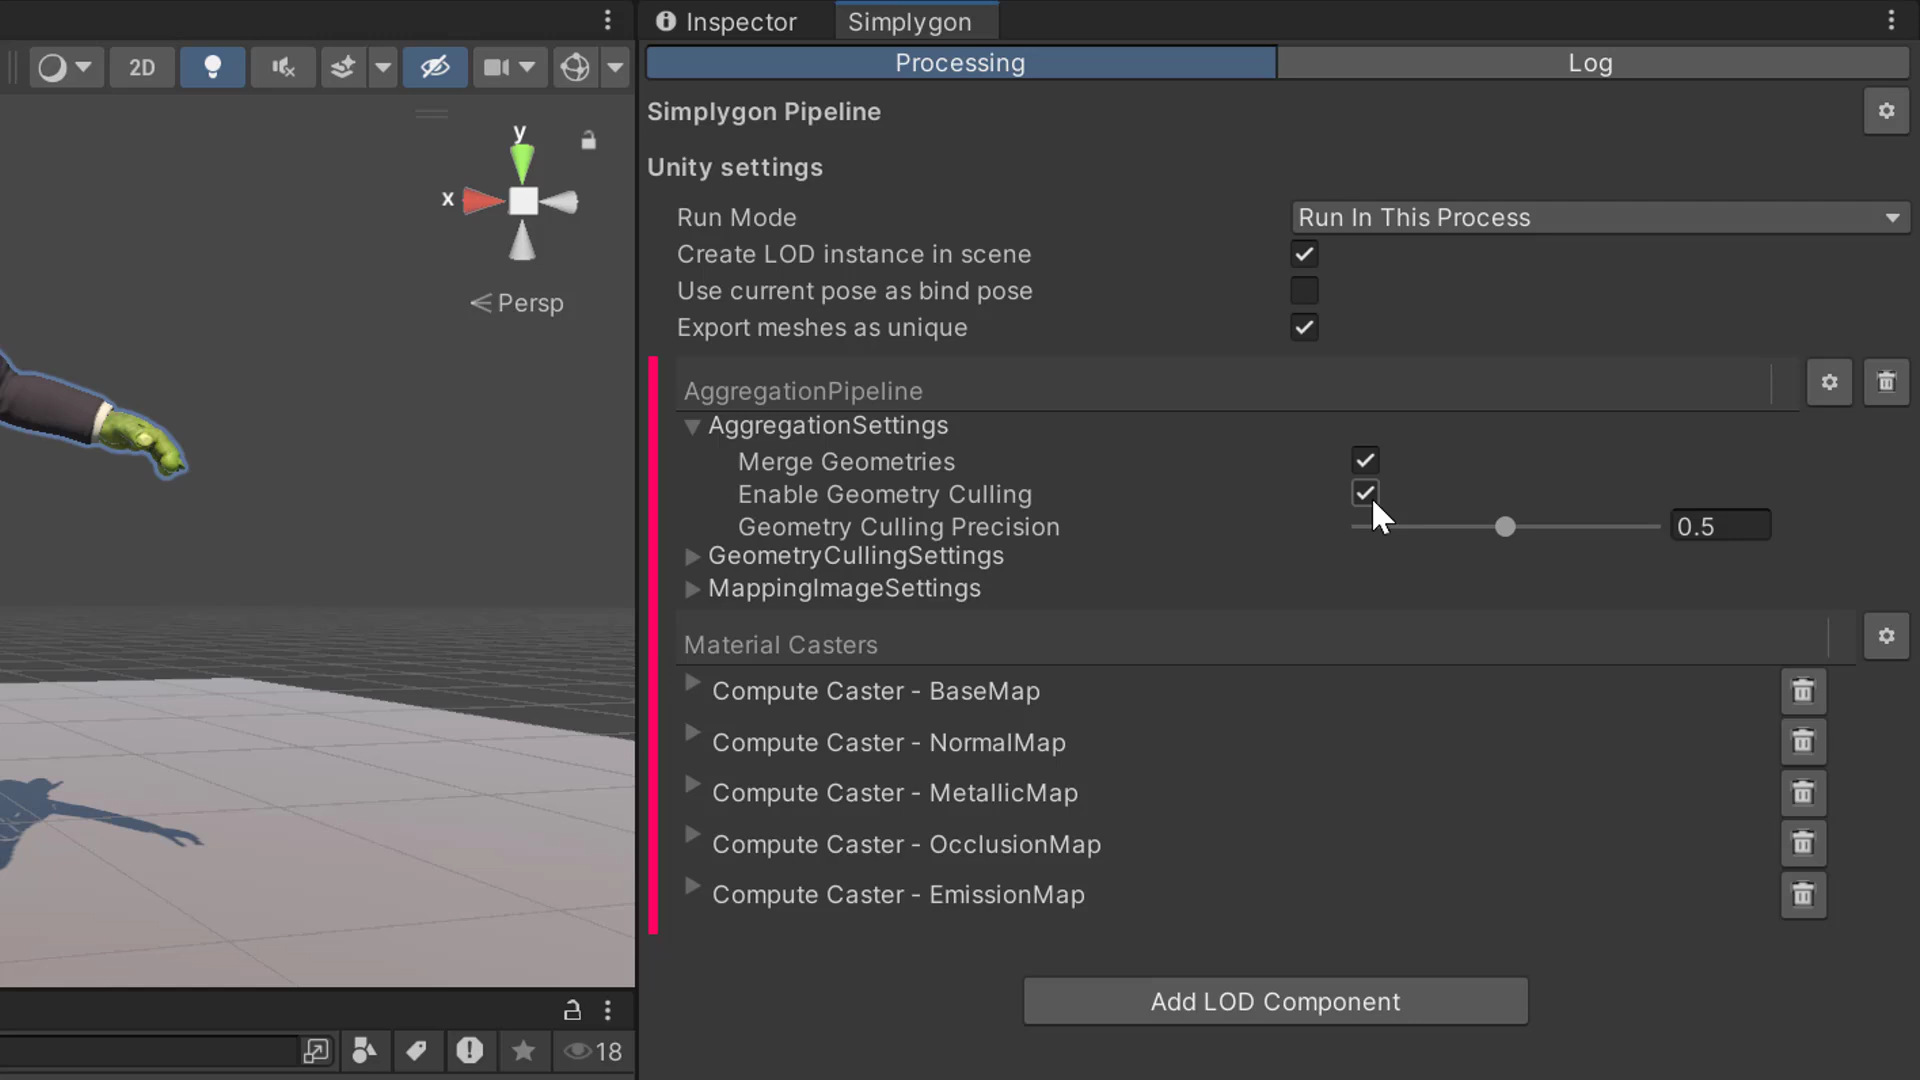 Inspector
Simplygon
2D
Processing
Log
Simplygon Pipeline
Unity settings
y
x
Persp
Run Mode
Run In This Process
Create LOD instance in scene
Use current pose as bind pose
Export meshes as unique
AggregationPipeline
AggregationSettings
Merge Geometries
Enable Geometry Culling
Geometry Culling Precision
0.5
GeometryCullingSettings
MappingImageSettings
Material Casters
Compute Caster - BaseMap
Compute Caster - NormalMap
Compute Caster - MetallicMap
Compute Caster - OcclusionMap
Compute Caster - EmissionMap
Add LOD Component
18